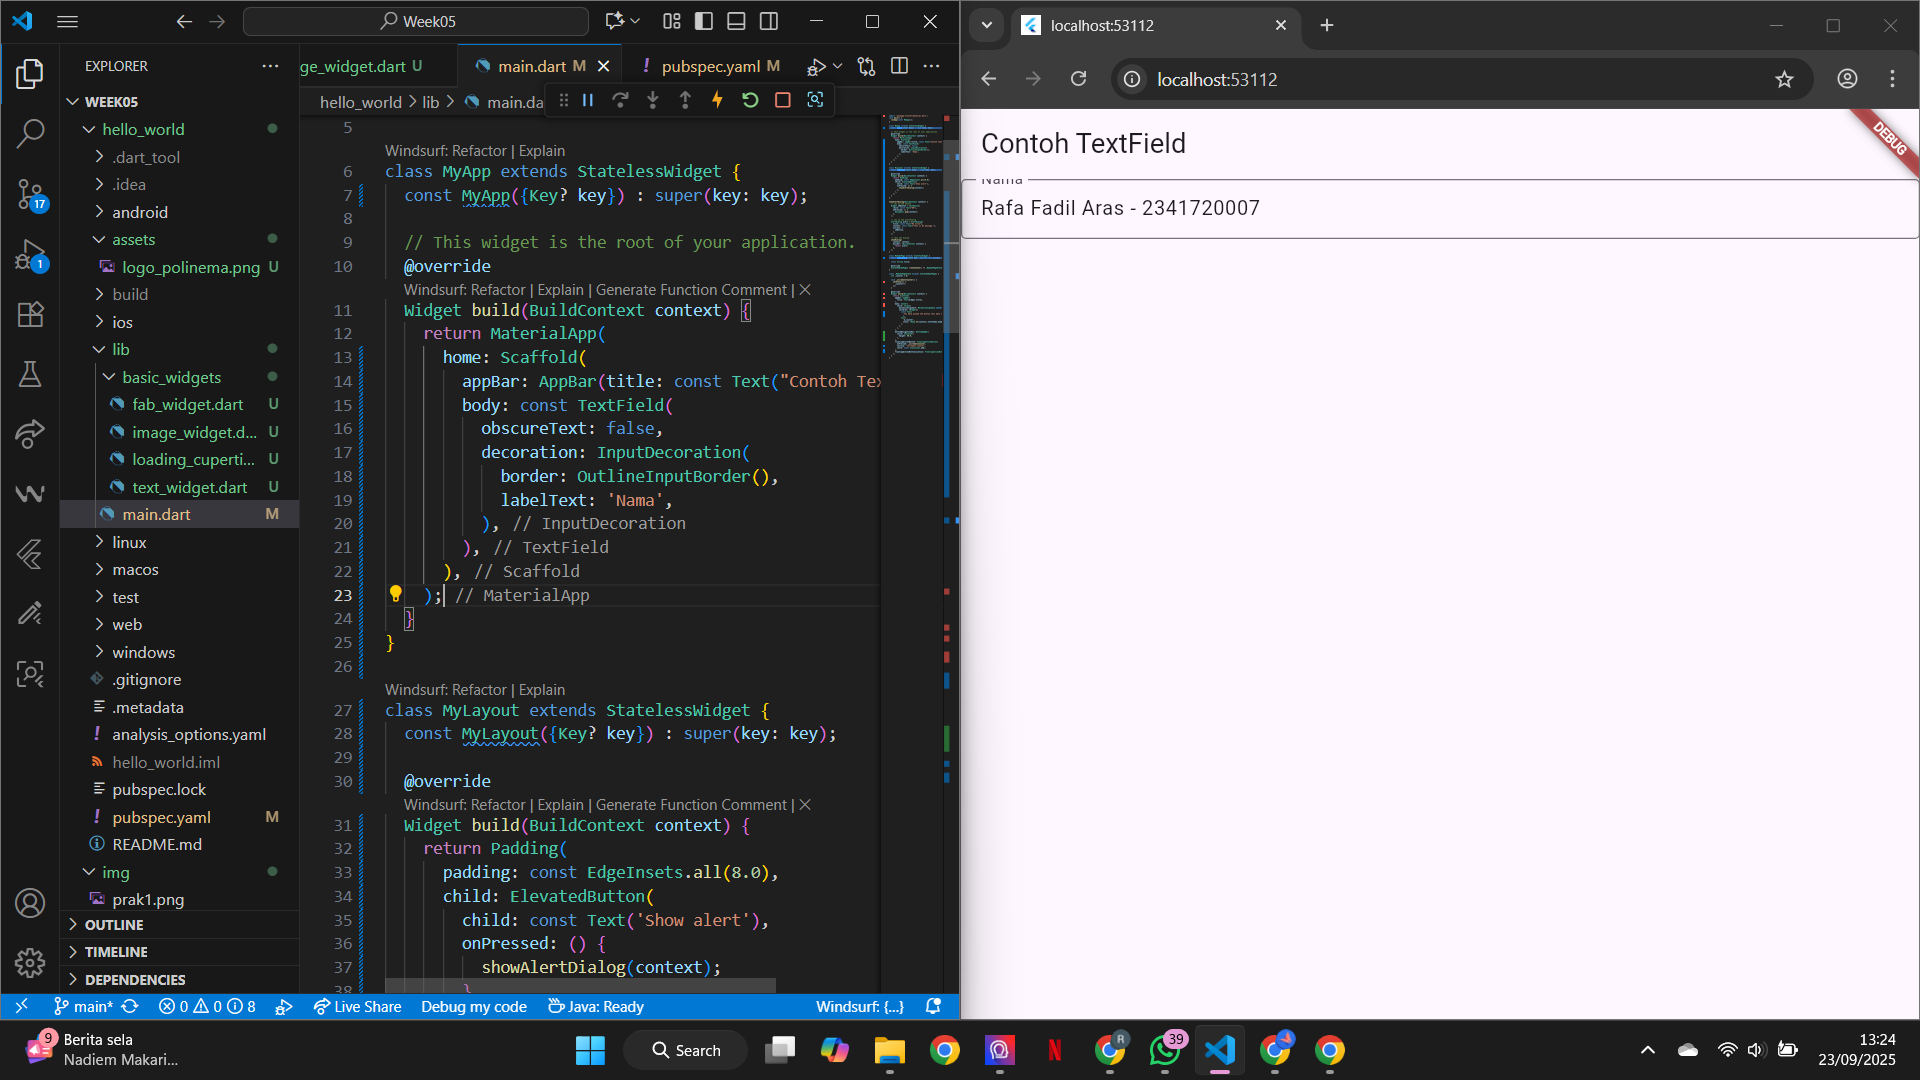 Week05
EXPLORER
WEEK05
hello_world
.dart_tool
.idea
android
assets
logo_polinema.png U
build
ios
lib
basic_widgets
fab_widget.dart U
image_widget.d... U
loading_cuperti... U
text_widget.dart U
main.dart M
linux
macos
test
web
windows
.gitignore
.metadata
analysis_options.yaml
hello_world.iml
pubspec.lock
pubspec.yaml M
README.md
img
prak1.png
OUTLINE
TIMELINE
DEPENDENCIES
17
1
ge_widget.dart U
main.dart M
pubspec.yaml M
hello_world > lib > main.da
5
Windsurf: Refactor | Explain
6 class MyApp extends StatelessWidget {
7 const MyApp({Key? key}) : super(key: key);
8
9 // This widget is the root of your application.
10 @override
Windsurf: Refactor | Explain | Generate Function Comment | X
11 Widget build(BuildContext context) {
12 return MaterialApp(
13 home: Scaffold(
14 appBar: AppBar(title: const Text("Contoh Te
15 body: const TextField(
16 obscureText: false,
17 decoration: InputDecoration(
18 border: OutlineInputBorder(),
19 labelText: 'Nama',
20 ), // InputDecoration
21 ), // TextField
22 ), // Scaffold
23 ); // MaterialApp
24 }
25 }
26
Windsurf: Refactor | Explain
27 class MyLayout extends StatelessWidget {
28 const MyLayout({Key? key}) : super(key: key);
29
30 @override
Windsurf: Refactor | Explain | Generate Function Comment | X
31 Widget build(BuildContext context) {
32 return Padding(
33 padding: const EdgeInsets.all(8.0),
34 child: ElevatedButton(
35 child: const Text('Show alert'),
36 onPressed: () {
37 showAlertDialog(context);
38 }
main* 0 0 8 Live Share Debug my code Java: Ready Windsurf: {...}
localhost:53112
localhost:53112
Contoh TextField
DEBUG
Nama
Rafa Fadil Aras - 2341720007
9
Berita sela
Nadiem Makari...
Search
R
39
13:24
23/09/2025